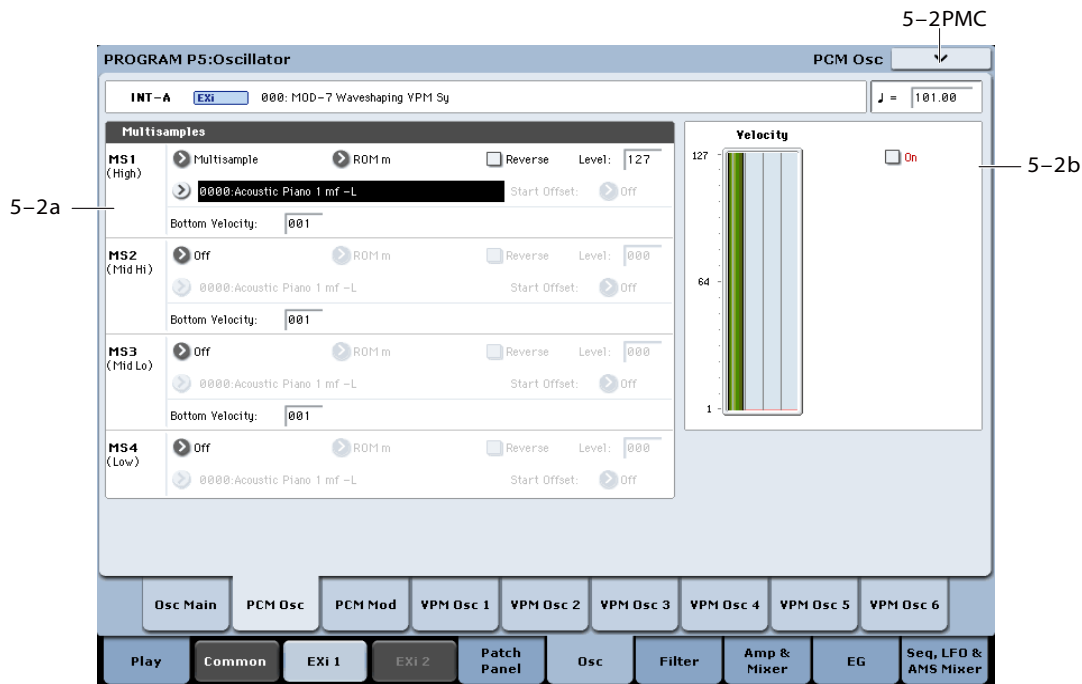 5–2PMC
PROGRAM P5:Oscillator
PCM Osc
INT–A EXi 000: MOD–7 Waveshaping VPM Sy
♩ = 101.00
Multisamples
MS1 Multisample ROM m Reverse Level: 127
(High)
0000:Acoustic Piano 1 mf –L Start Offset: Off
Bottom Velocity: 001
MS2 Off ROM m Reverse Level: 000
(Mid Hi)
0000:Acoustic Piano 1 mf –L Start Offset: Off
Bottom Velocity: 001
MS3 Off ROM m Reverse Level: 000
(Mid Lo)
0000:Acoustic Piano 1 mf –L Start Offset: Off
Bottom Velocity: 001
MS4 Off ROM m Reverse Level: 000
(Low)
0000:Acoustic Piano 1 mf –L Start Offset: Off
Velocity
127
64
1
On
5–2a
5–2b
Osc Main PCM Osc PCM Mod VPM Osc 1 VPM Osc 2 VPM Osc 3 VPM Osc 4 VPM Osc 5 VPM Osc 6
Play Common EXi 1 EXi 2 Patch Panel Osc Filter Amp & Mixer EG Seq, LFO & AMS Mixer